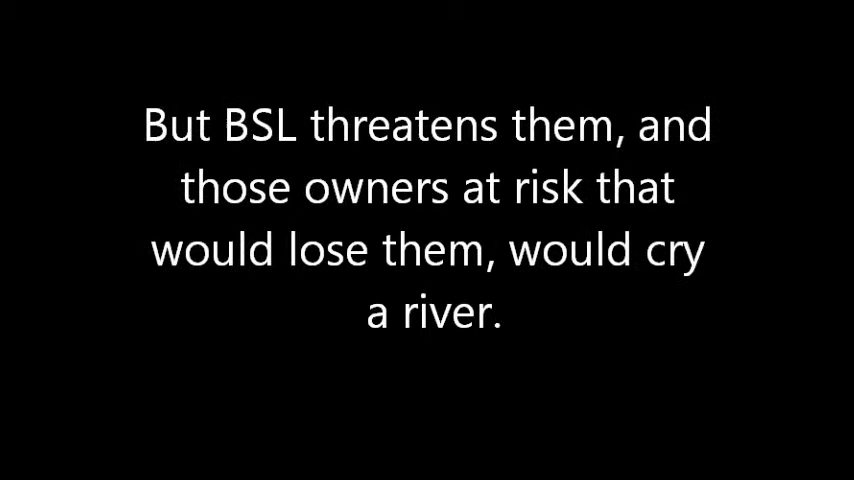 But BSL threatens them, and
those owners at risk that
would lose them, would cry
a river.